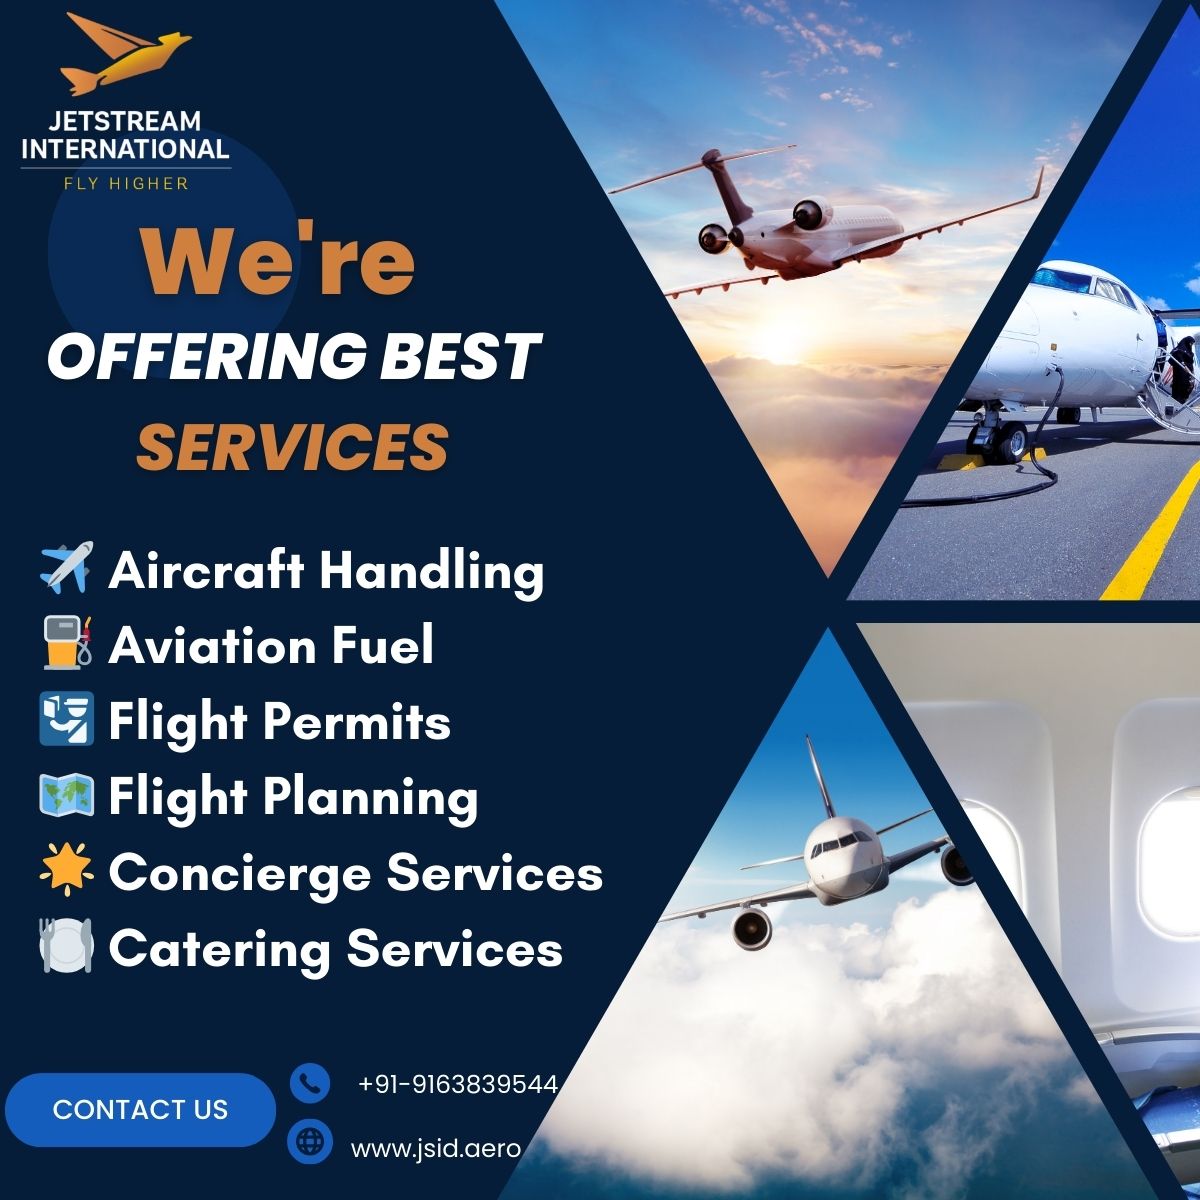 JETSTREAM
INTERNATIONAL
FLY HIGHER
We're
OFFERING BEST
SERVICES
Aircraft Handling
Aviation Fuel
Flight Permits
Flight Planning
Concierge Services
Catering Services
CONTACT US
+91-9163839544
www.jsid.aero